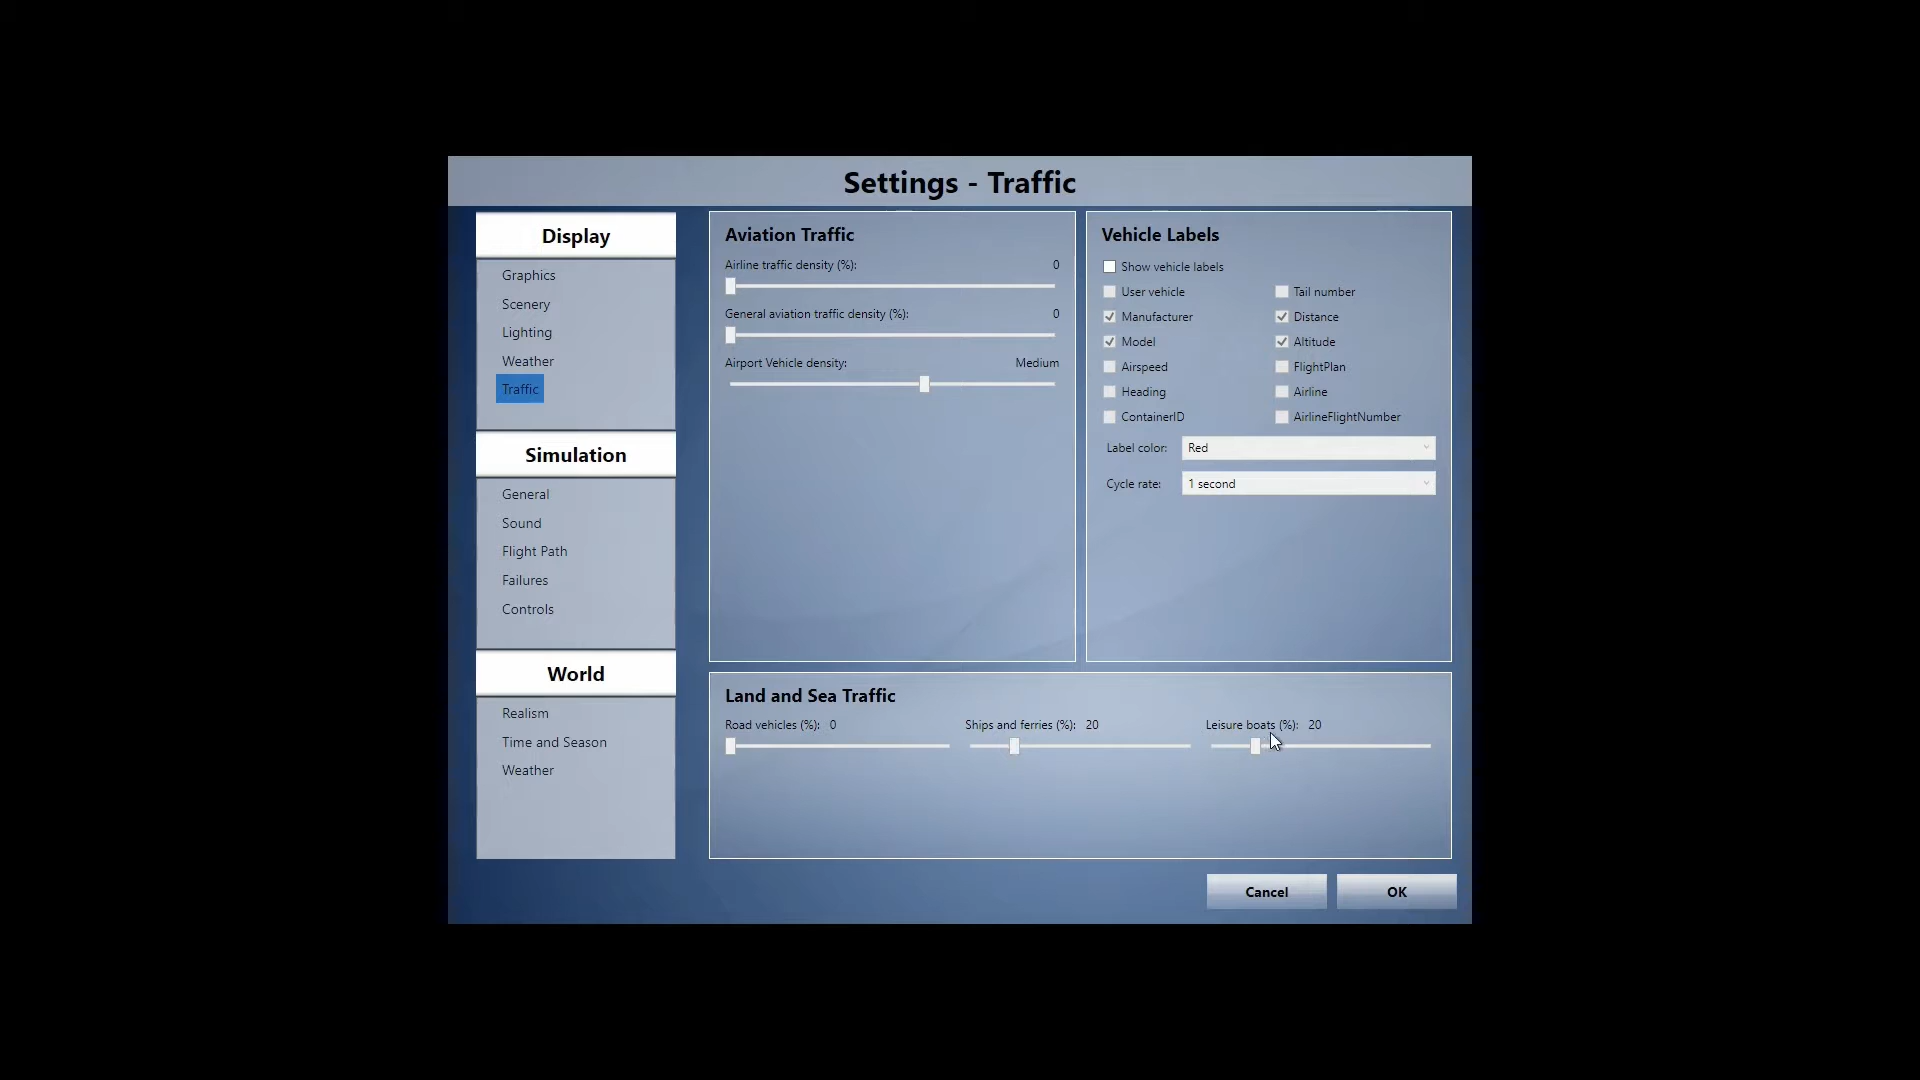 Settings - Traffic
Display
Graphics
Scenery
Lighting
Weather
Traffic
Simulation
General
Sound
Flight Path
Failures
Controls
World
Realism
Time and Season
Weather
Aviation Traffic
Airline traffic density (%): 0
General aviation traffic density (%): 0
Airport Vehicle density: Medium
Vehicle Labels
Show vehicle labels
User vehicle Tail number
Manufacturer Distance
Model Altitude
Airspeed FlightPlan
Heading Airline
ContainerID AirlineFlightNumber
Label color: Red
Cycle rate: 1 second
Land and Sea Traffic
Road vehicles (%): 0 Ships and ferries (%): 20 Leisure boats (%): 20
Cancel OK